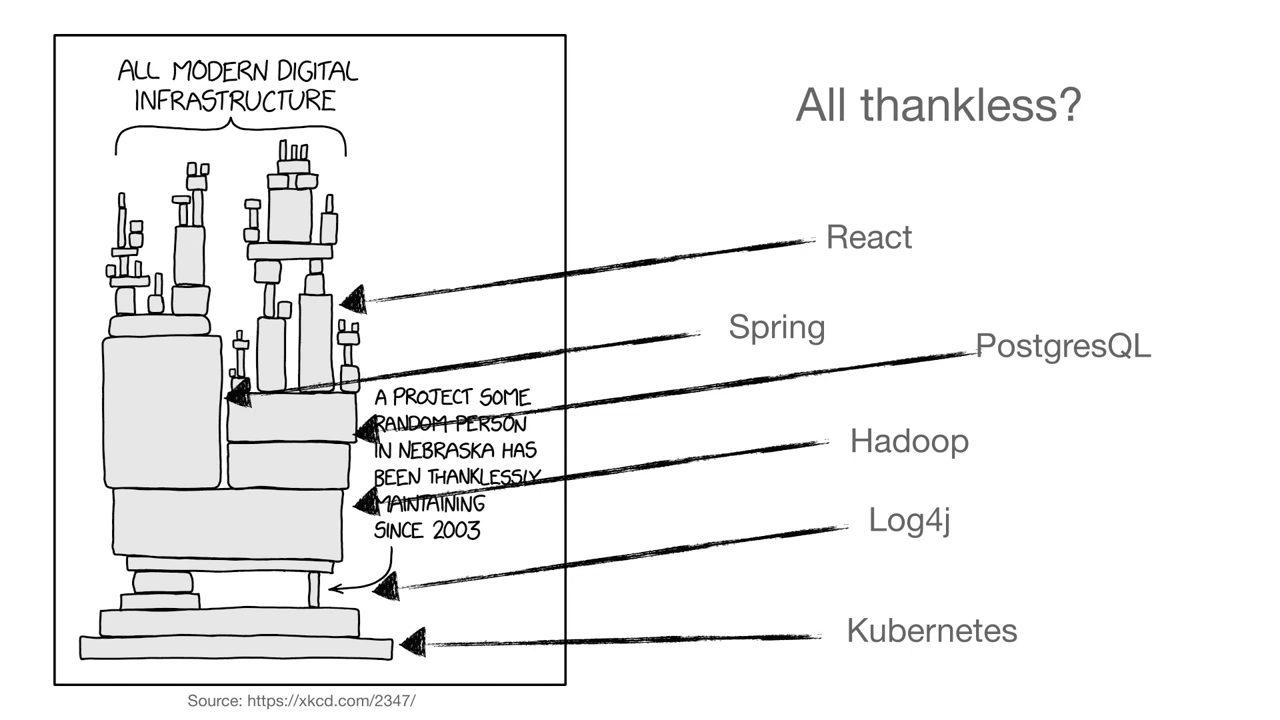 ALL MODERN DIGITAL
INFRASTRUCTURE
All thankless?
React
Spring
PostgresQL
A PROJECT SOME
RANDOM PERSON
IN NEBRASKA HAS
BEEN THANKLESSLY
MAINTAINING
SINCE 2003
Hadoop
Log4j
Kubernetes
Source: https://xkcd.com/2347/